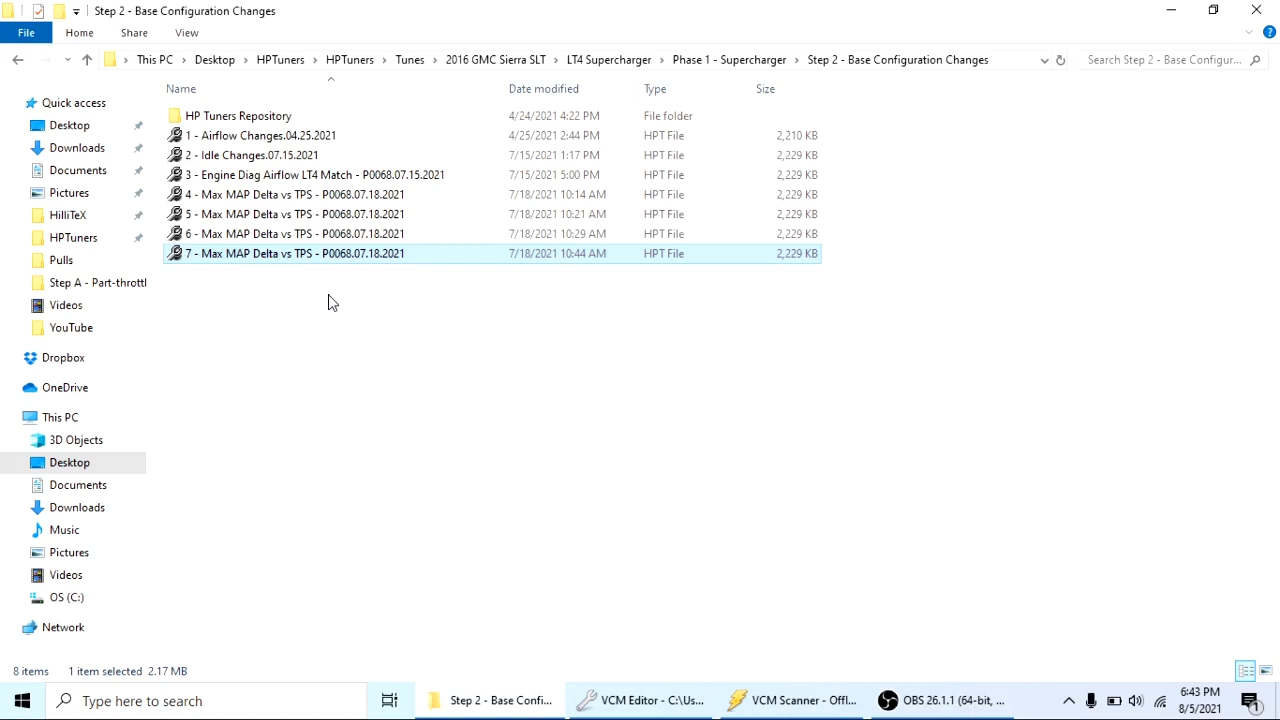 Step 2 - Base Configuration Changes
File Home Share View
This PC Desktop HPTuners HPTuners Tunes 2016 GMC Sierra SLT LT4 Supercharger Phase 1 - Supercharger Step 2 - Base Configuration Changes Search Step 2 - Base Configur...
Name Date modified Type Size
Quick access
Desktop
Downloads
Documents
Pictures
HilliTeX
HPTuners
Pulls
Step A - Part-thrott
Videos
YouTube
Dropbox
OneDrive
This PC
3D Objects
Desktop
Documents
Downloads
Music
Pictures
Videos
OS (C:)
Network
HP Tuners Repository 4/24/2021 4:22 PM File folder
1 - Airflow Changes.04.25.2021 4/25/2021 2:44 PM HPT File 2,210 KB
2 - Idle Changes.07.15.2021 7/15/2021 1:17 PM HPT File 2,229 KB
3 - Engine Diag Airflow LT4 Match - P0068.07.15.2021 7/15/2021 5:00 PM HPT File 2,229 KB
4 - Max MAP Delta vs TPS - P0068.07.18.2021 7/18/2021 10:14 AM HPT File 2,229 KB
5 - Max MAP Delta vs TPS - P0068.07.18.2021 7/18/2021 10:21 AM HPT File 2,229 KB
6 - Max MAP Delta vs TPS - P0068.07.18.2021 7/18/2021 10:29 AM HPT File 2,229 KB
7 - Max MAP Delta vs TPS - P0068.07.18.2021 7/18/2021 10:44 AM HPT File 2,229 KB
8 items 1 item selected 2.17 MB
Type here to search Step 2 - Base Confi... VCM Editor - C:\Us... VCM Scanner - Offl... OBS 26.1.1 (64-bit, ... 6:43 PM
8/5/2021 1